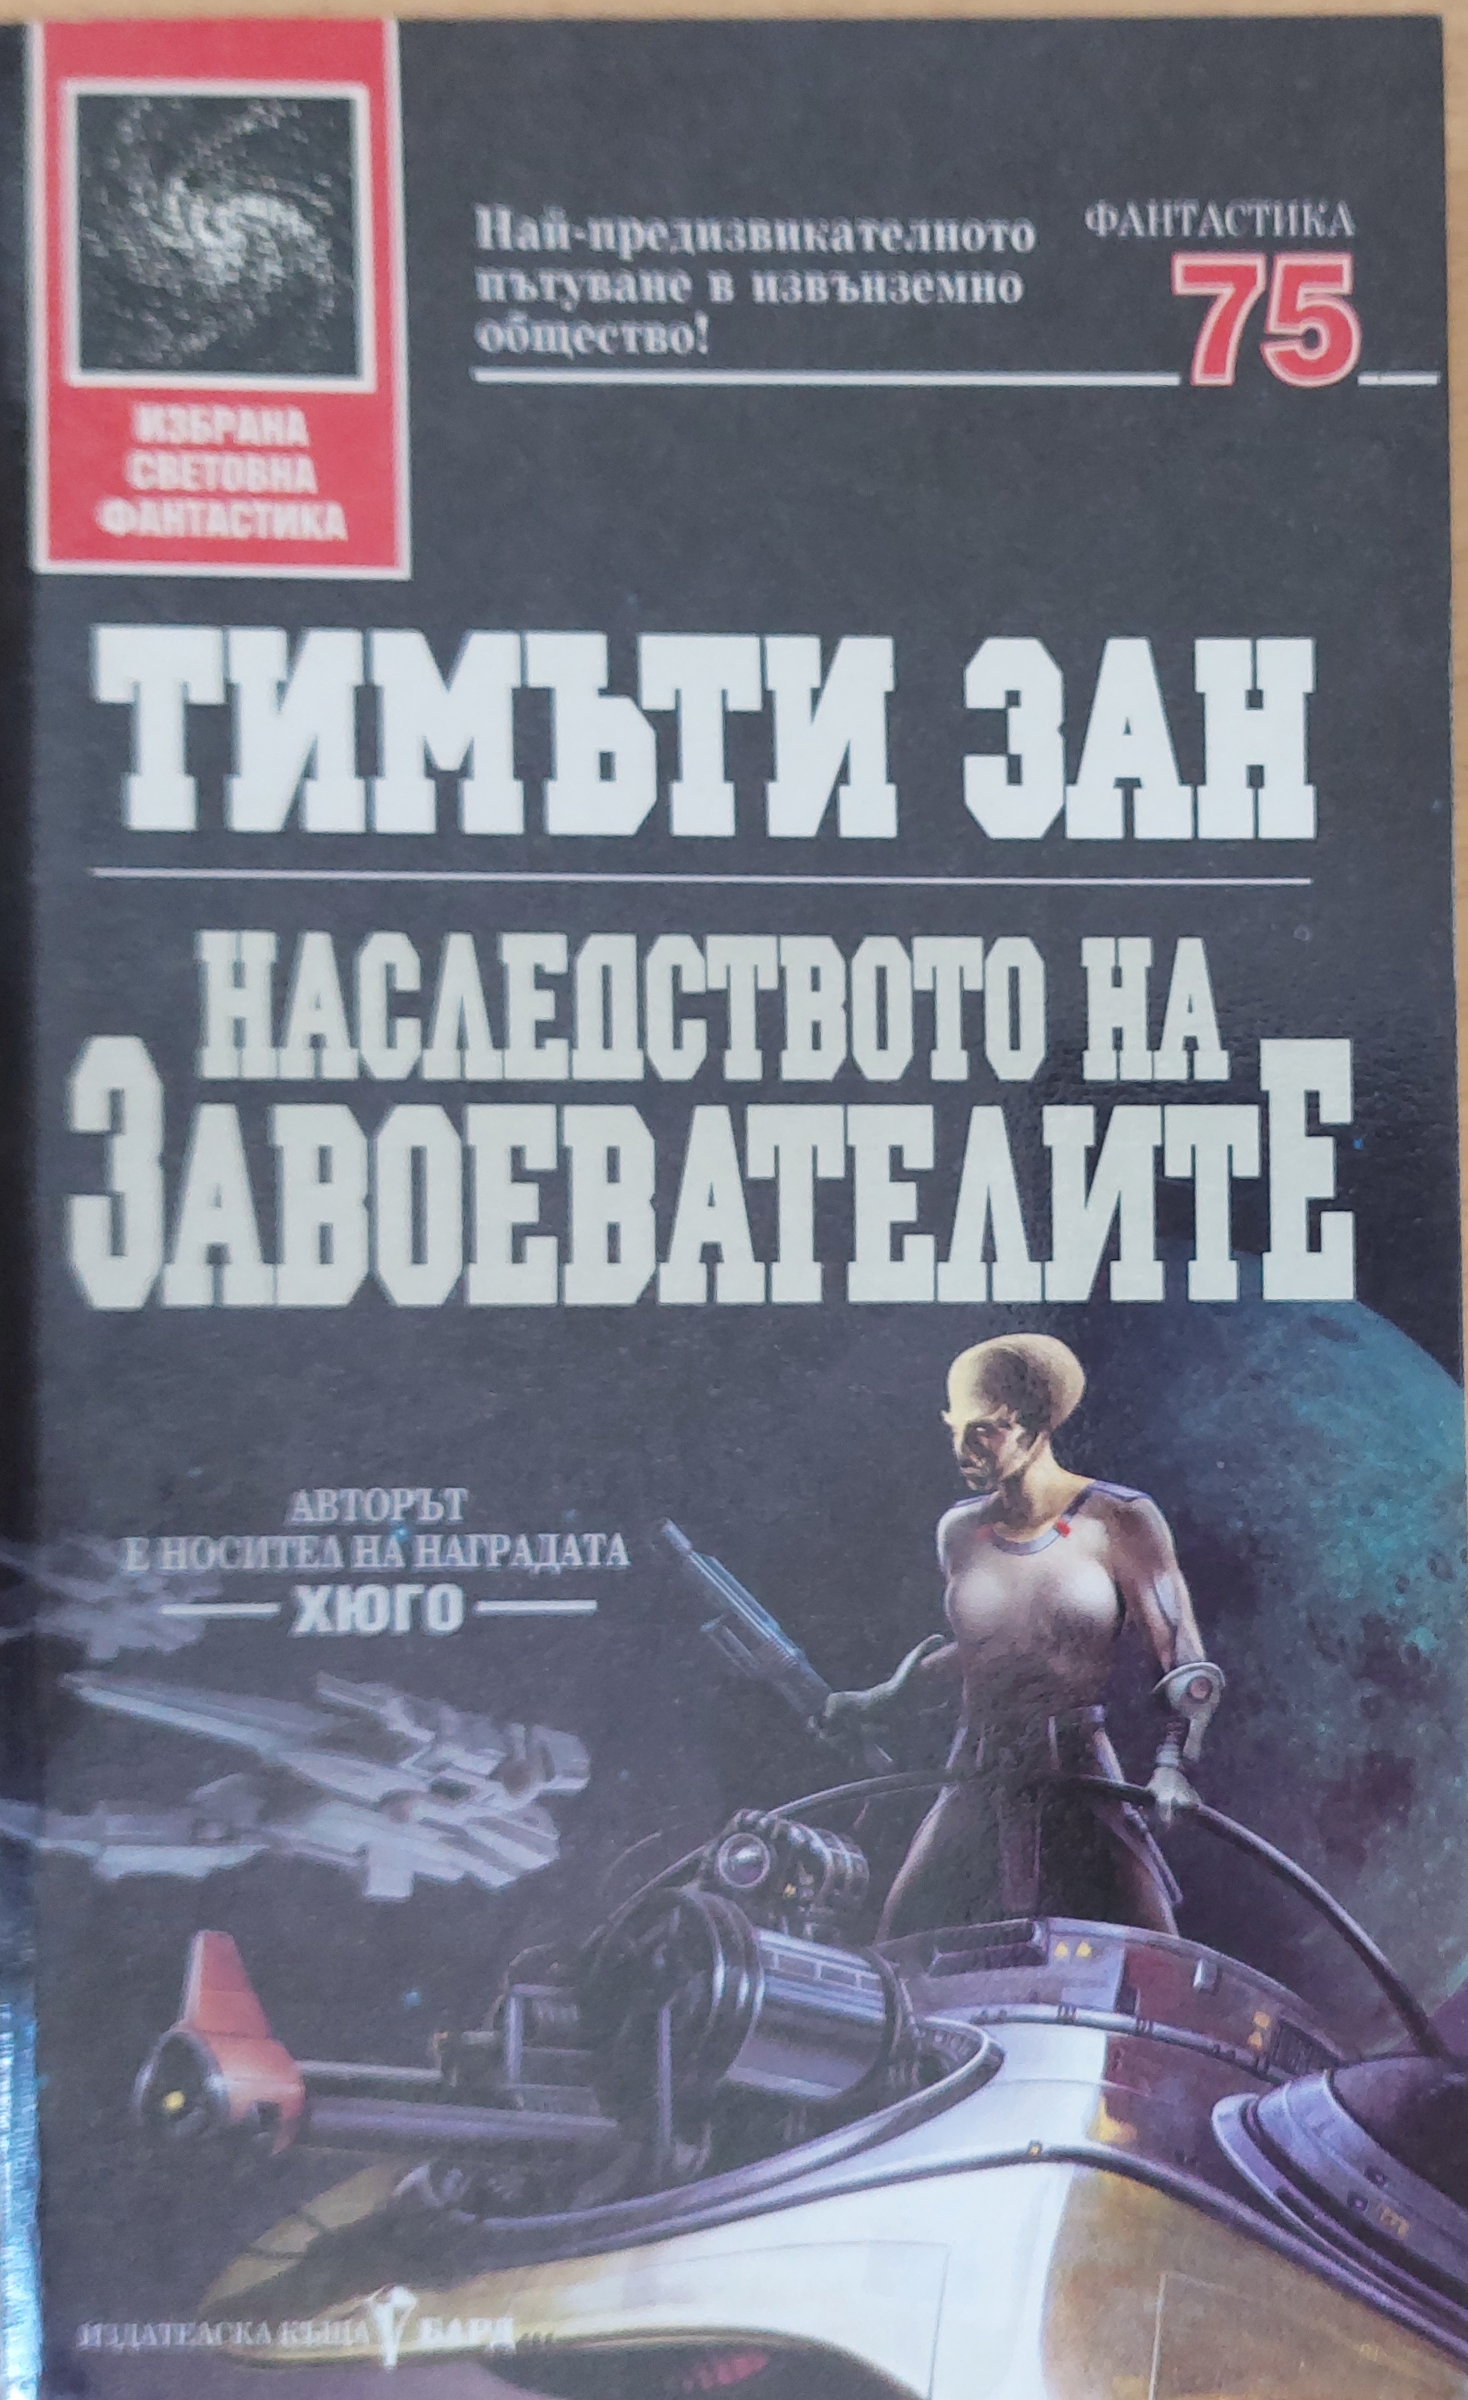 Най-предизвикателното
пътуване в извънземно
общество!
ФАНТАСТИКА
75
ИЗБРАНА
СВЕТОВНА
ФАНТАСТИКА
ТИМЪТИ ЗАН
НАСЛЕДСТВОТО НА
ЗАВОЕВАТЕЛИТЕ
АВТОРЪТ
Е НОСИТЕЛ НА НАГРАДАТА
ХЮГО
ИЗДАТЕЛСКА КЪЩА БАРД